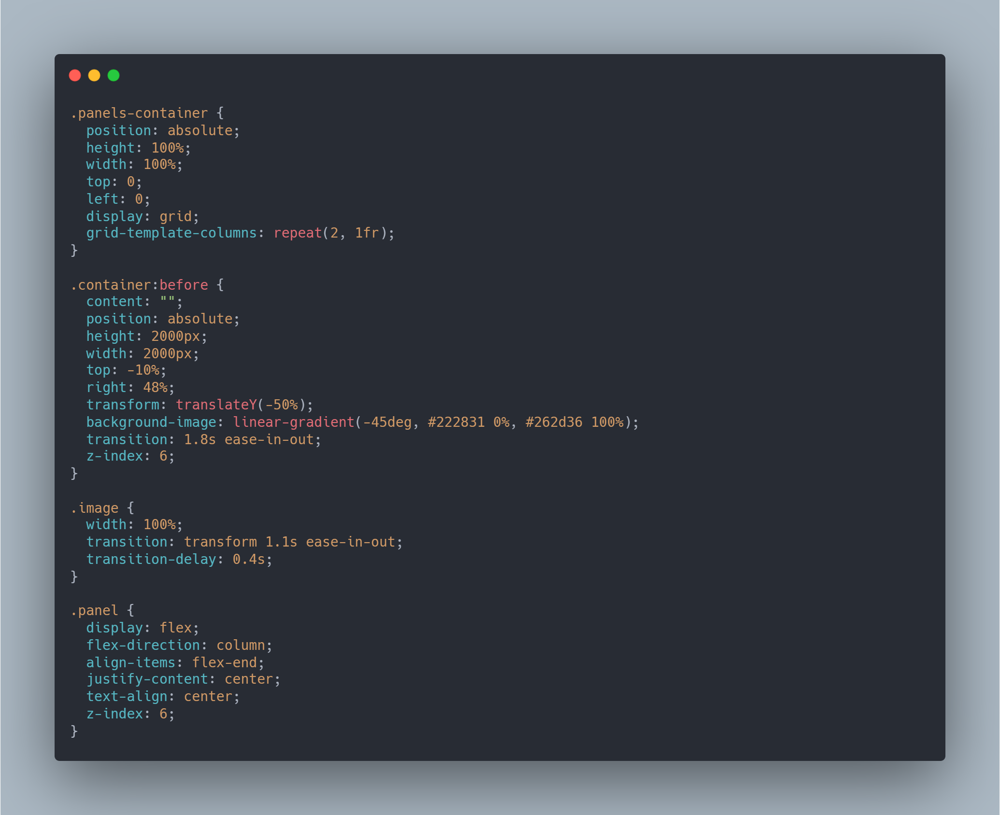 .panels-container {
  position: absolute;
  height: 100%;
  width: 100%;
  top: 0;
  left: 0;
  display: grid;
  grid-template-columns: repeat(2, 1fr);
}

.container:before {
  content: "";
  position: absolute;
  height: 2000px;
  width: 2000px;
  top: -10%;
  right: 48%;
  transform: translateY(-50%);
  background-image: linear-gradient(-45deg, #222831 0%, #262d36 100%);
  transition: 1.8s ease-in-out;
  z-index: 6;
}

.image {
  width: 100%;
  transition: transform 1.1s ease-in-out;
  transition-delay: 0.4s;
}

.panel {
  display: flex;
  flex-direction: column;
  align-items: flex-end;
  justify-content: center;
  text-align: center;
  z-index: 6;
}